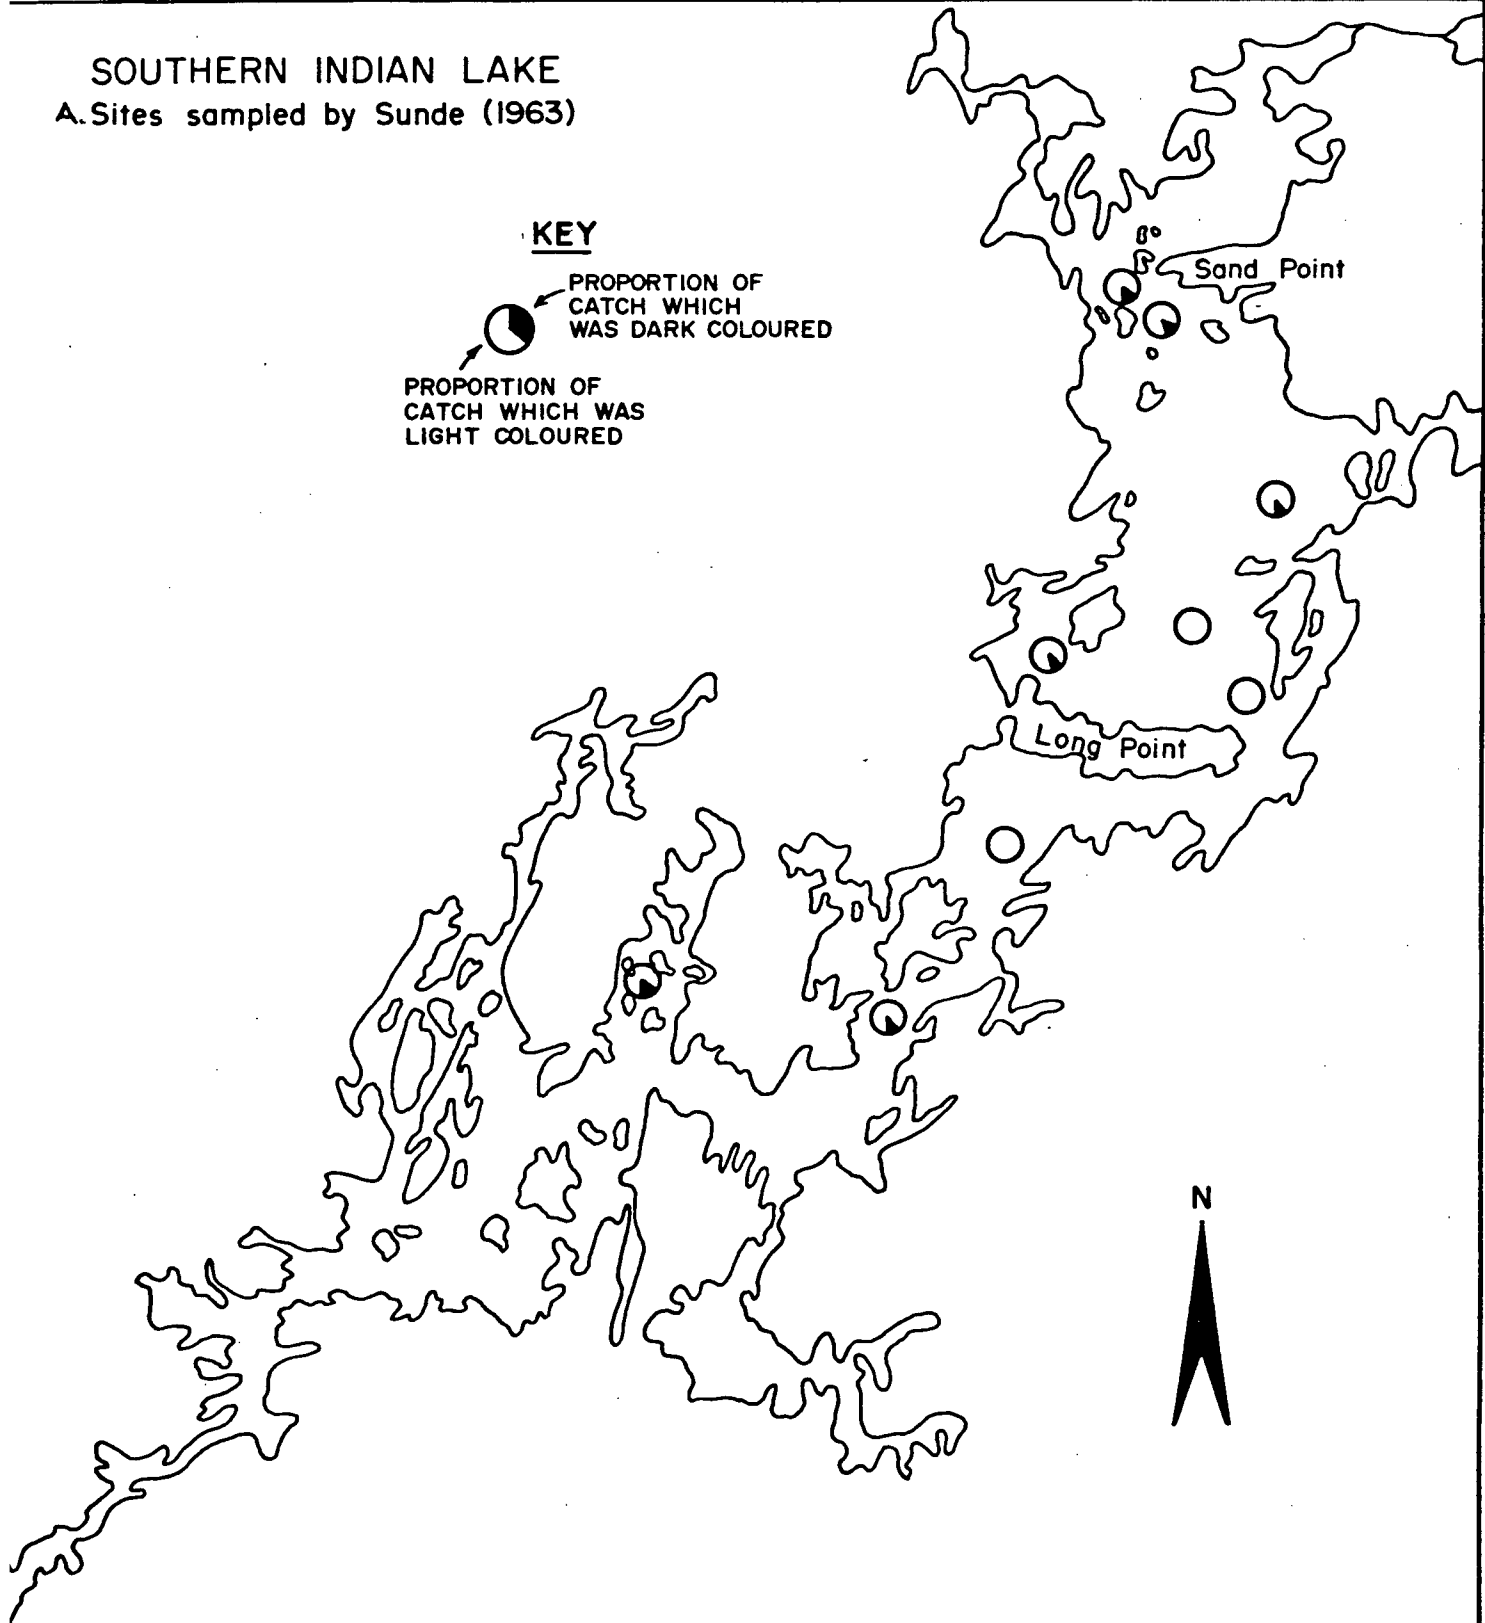 SOUTHERN INDIAN LAKE
A. Sites sampled by Sunde (1963)
KEY
PROPORTION OF
CATCH WHICH
WAS DARK COLOURED
PROPORTION OF
CATCH WHICH WAS
LIGHT COLOURED
Sand Point
Long Point
N